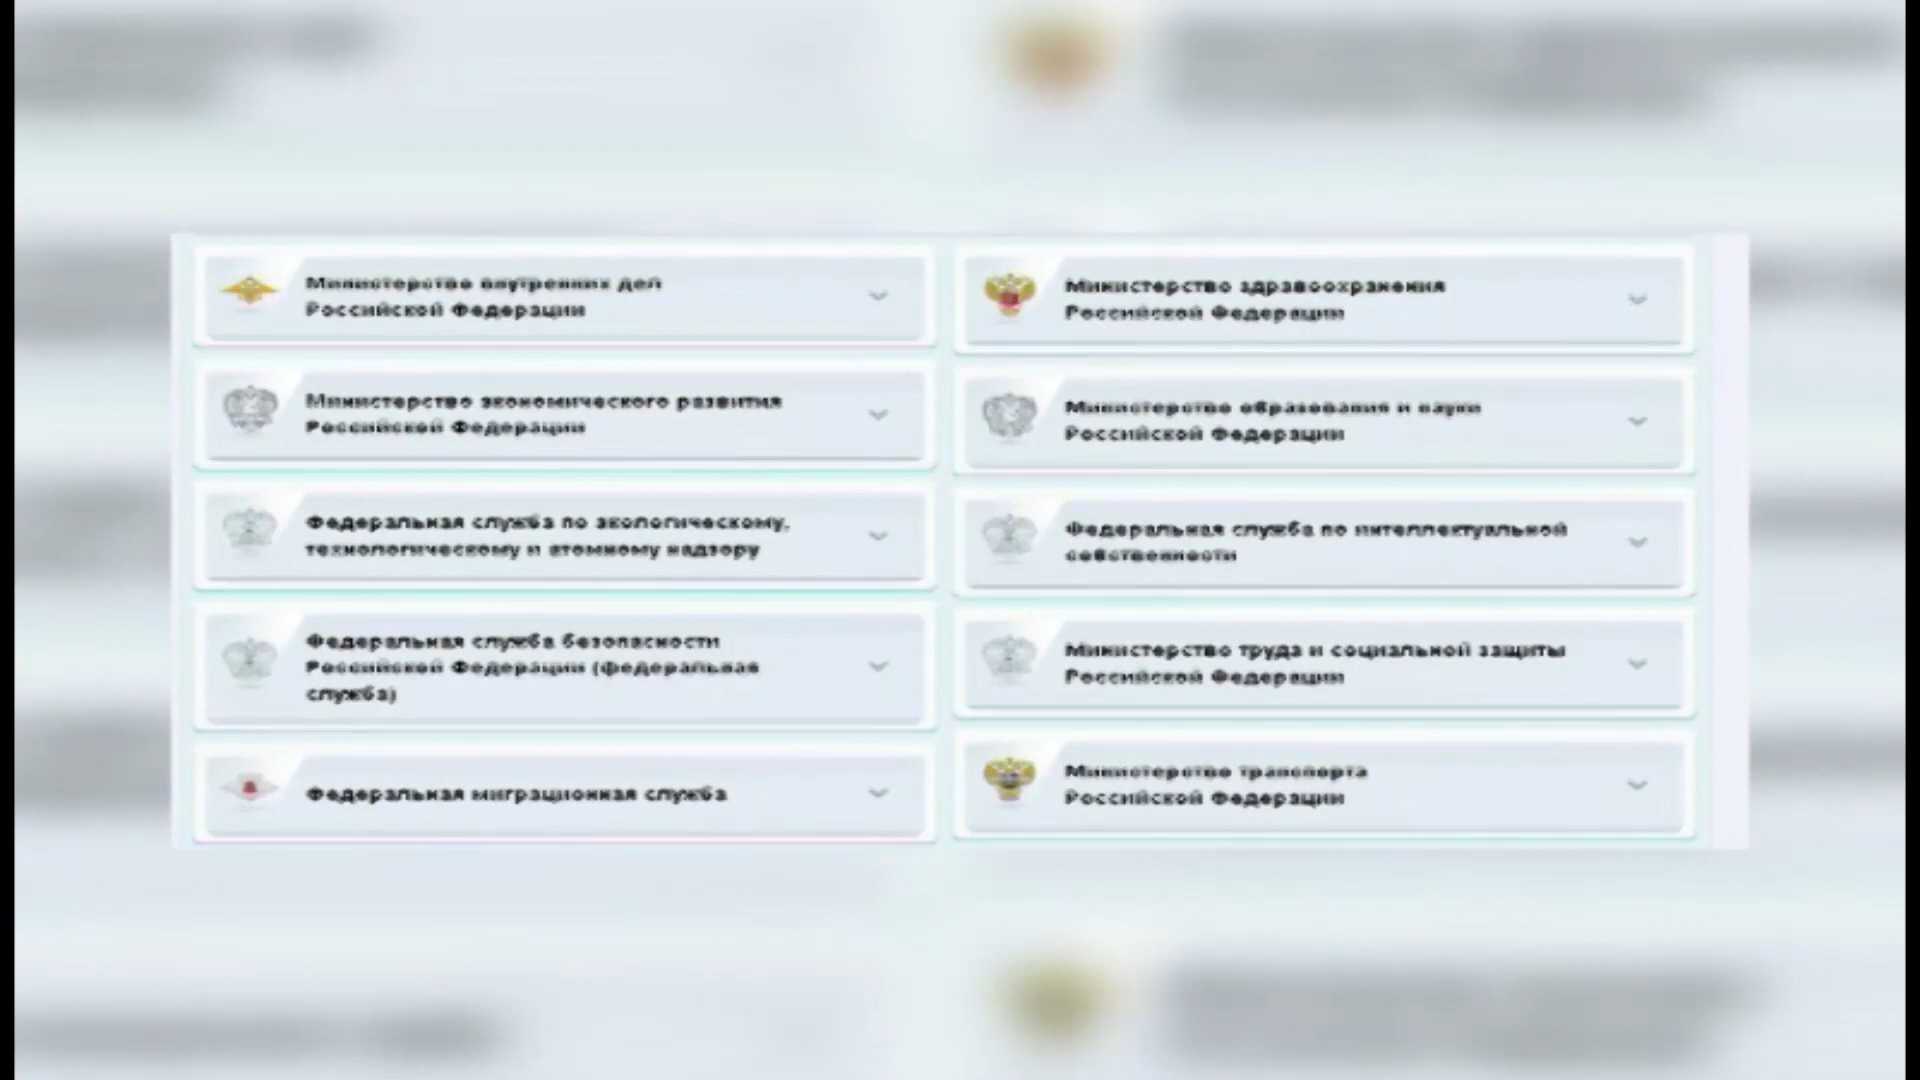 Министерство внутренних дел
Российской Федерации
Министерство экономического развития
Российской Федерации
Федеральная служба по экологическому,
технологическому и атомному надзору
Федеральная служба безопасности
Российской Федерации (федеральная
служба)
Федеральная миграционная служба
Министерство здравоохранения
Российской Федерации
Министерство образования и науки
Российской Федерации
Федеральная служба по интеллектуальной
собственности
Министерство труда и социальной защиты
Российской Федерации
Министерство транспорта
Российской Федерации